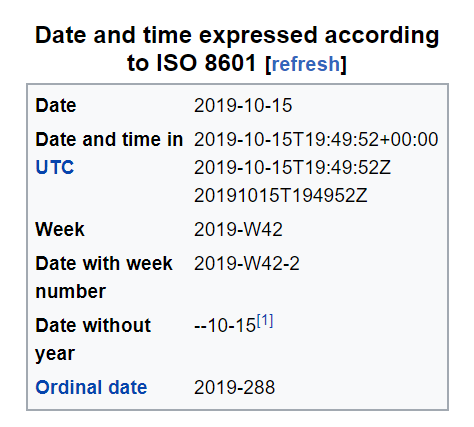 Date and time expressed according
to ISO 8601 [refresh]
Date 2019-10-15
Date and time in 2019-10-15T19:49:52+00:00
UTC 2019-10-15T19:49:52Z
20191015T194952Z
Week 2019-W42
Date with week 2019-W42-2
number
Date without --10-15[1]
year
Ordinal date 2019-288